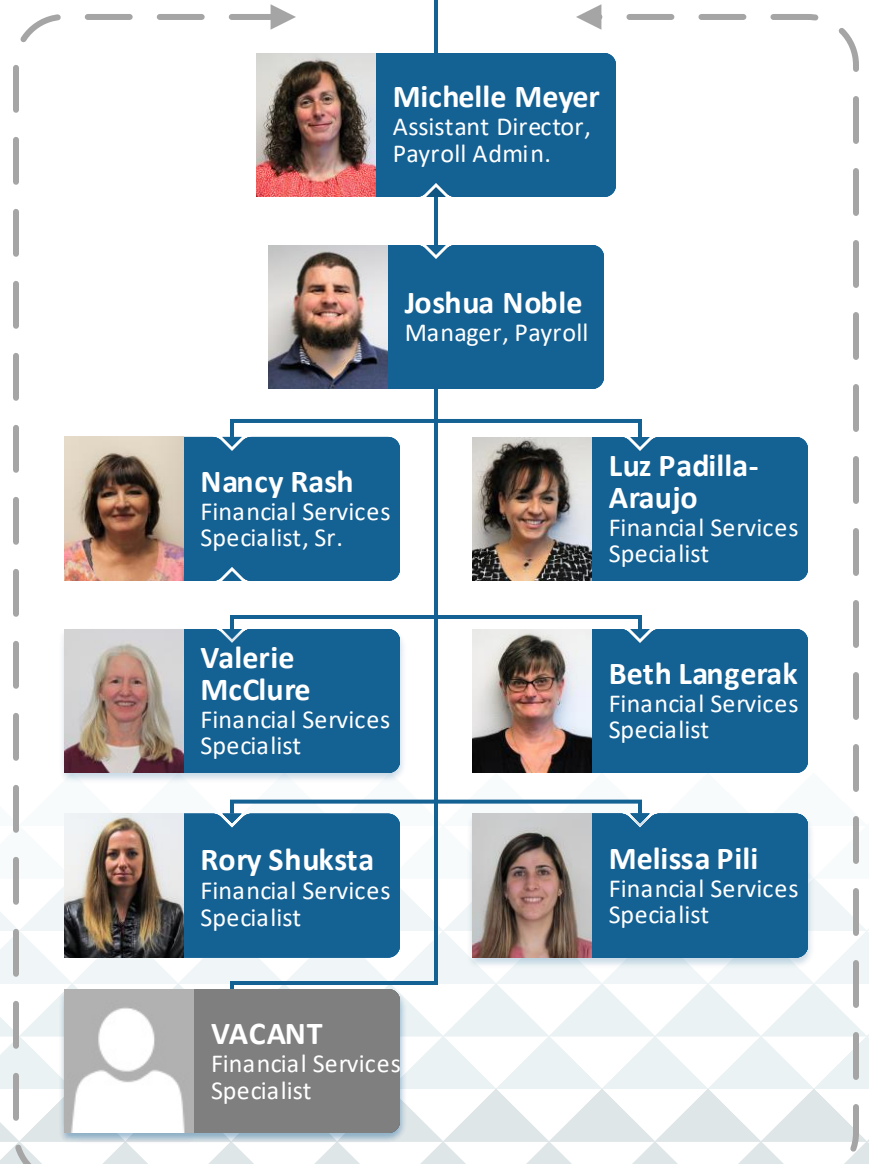 Michelle Meyer
Assistant Director,
Payroll Admin.
Joshua Noble
Manager, Payroll
Nancy Rash
Financial Services
Specialist, Sr.
Luz Padilla-
Araujo
Financial Services
Specialist
Valerie
McClure
Financial Services
Specialist
Beth Langerak
Financial Services
Specialist
Rory Shuksta
Financial Services
Specialist
Melissa Pili
Financial Services
Specialist
VACANT
Financial Services
Specialist